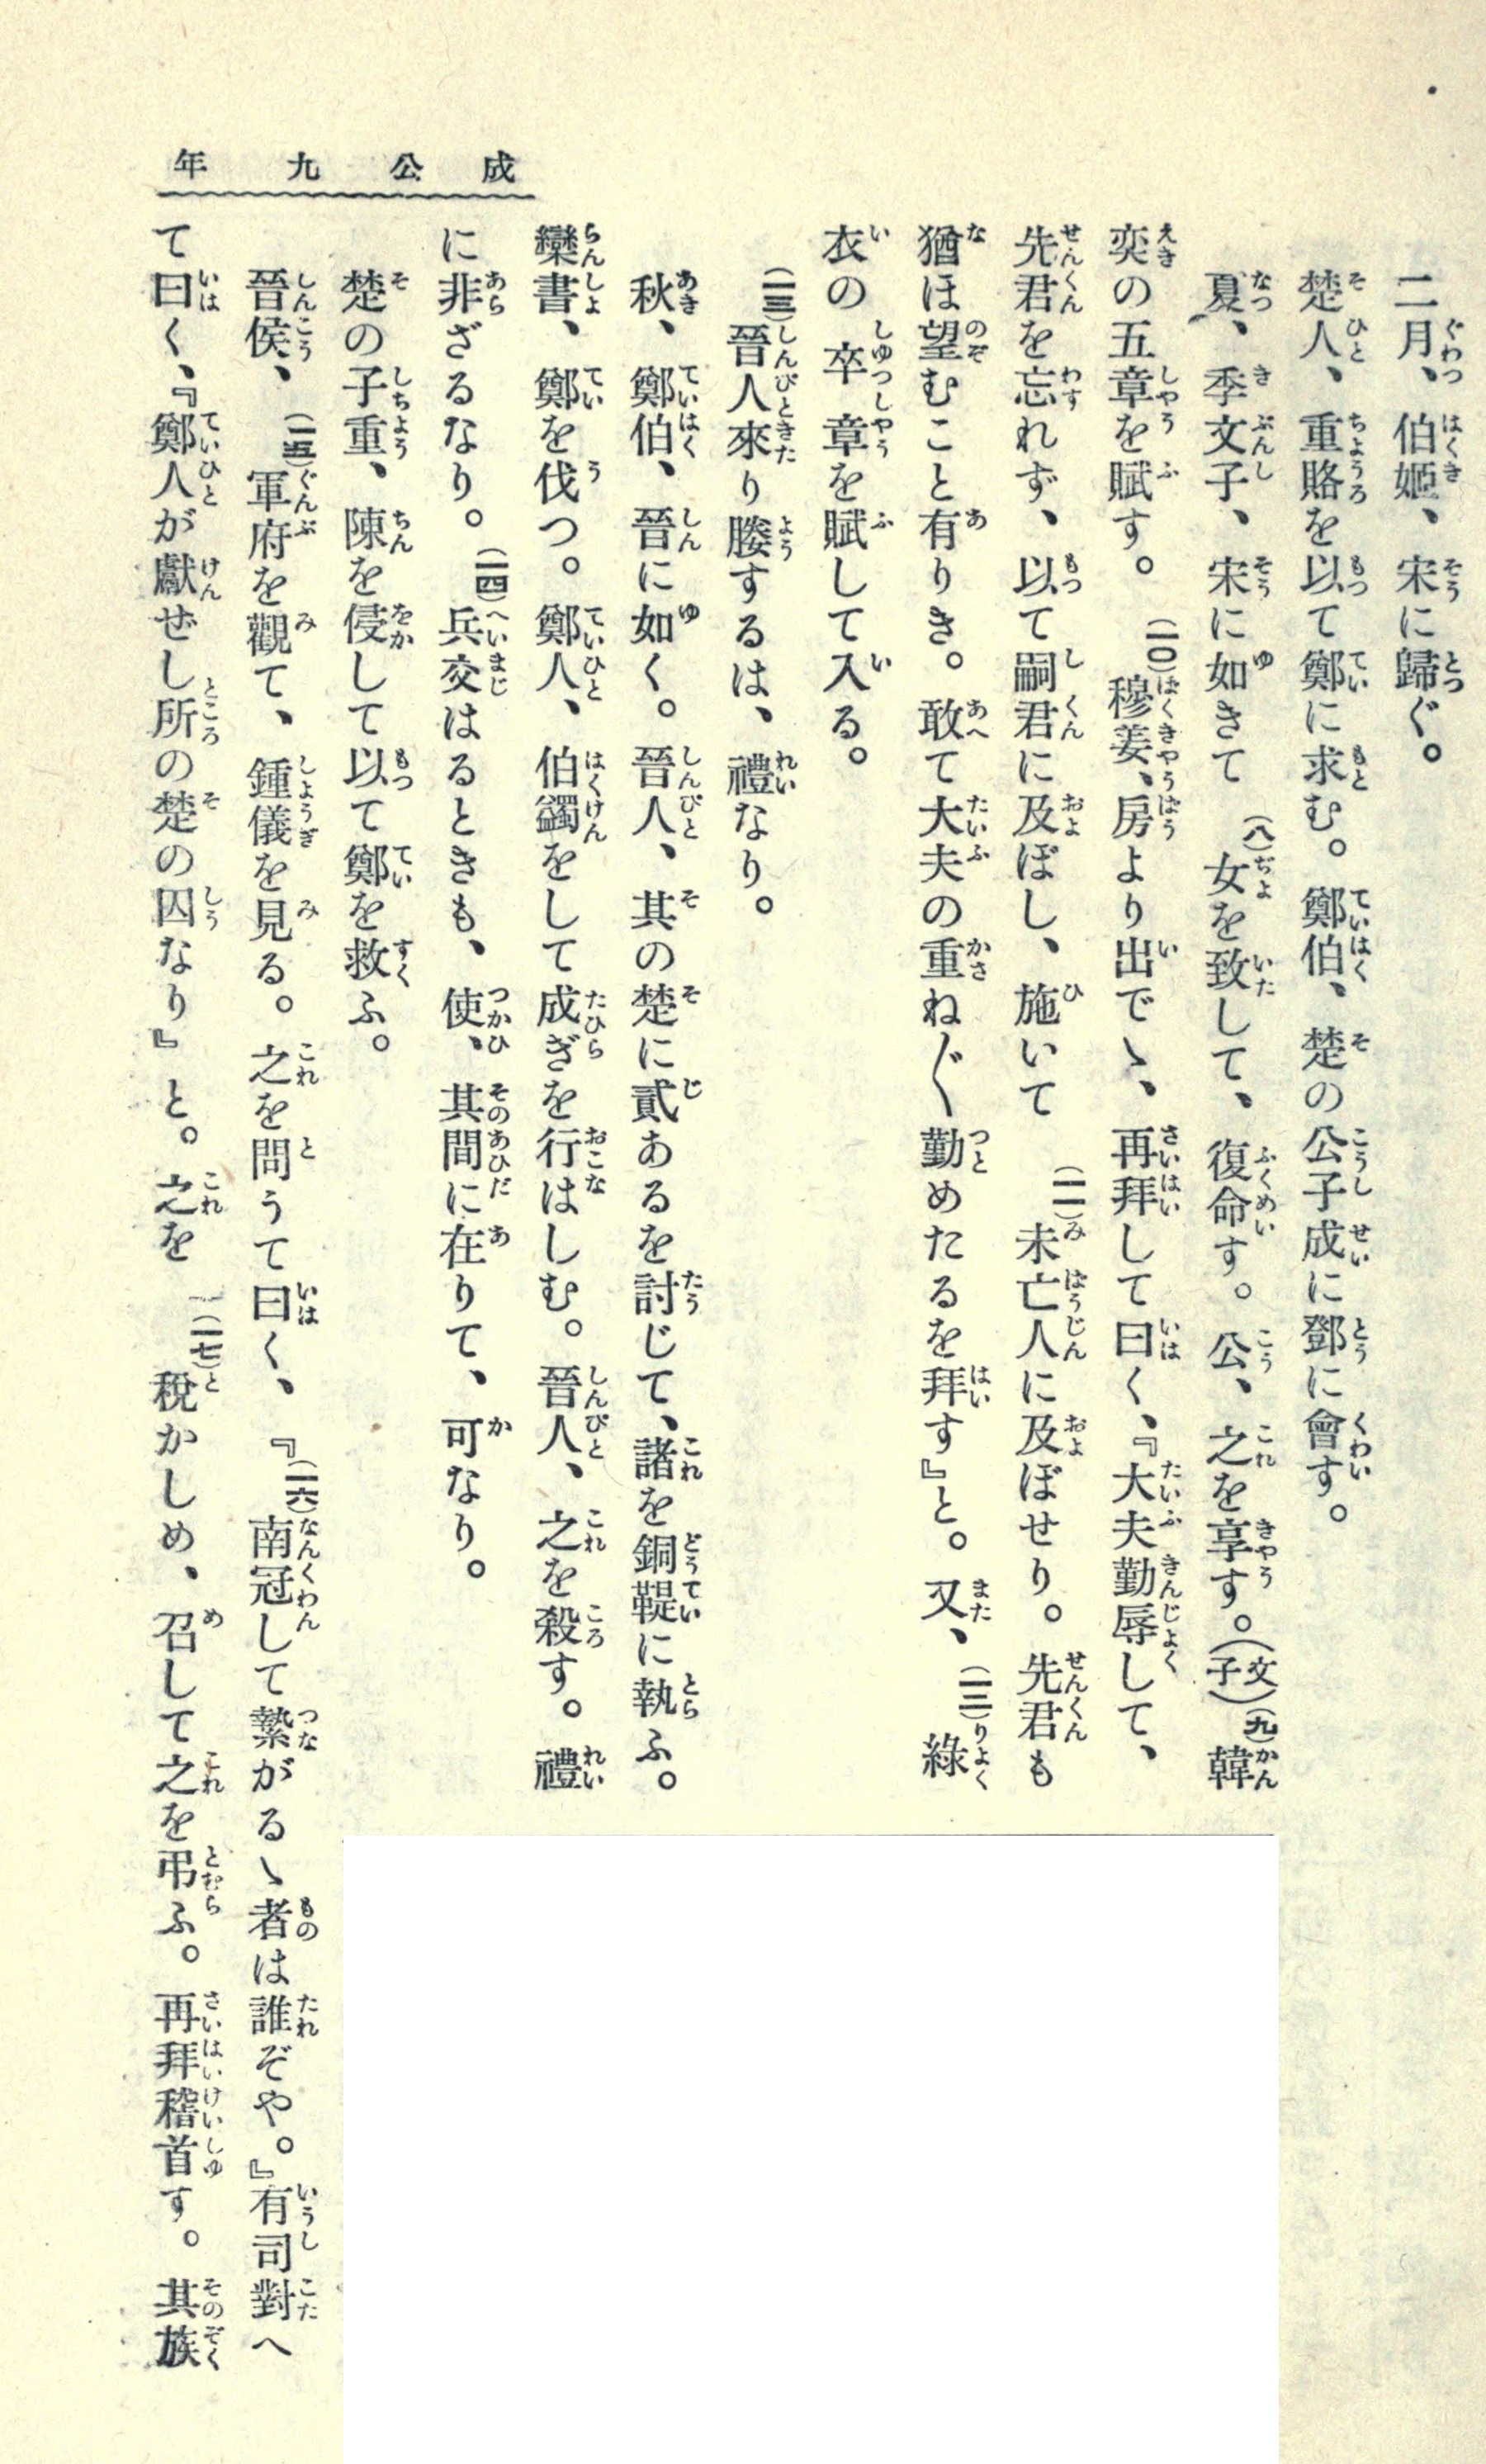 成公九年
二月、伯姬、宋に歸ぐ。
楚人、重賂を以て鄭に求む。鄭伯、楚の公子成に鄧に會す。
夏、季文子、宋に如きて(八)女を致して、復命す。公、之を享す。(文子)(九)韓
奕の五章を賦す。(一〇)穆姜、房より出でゝ、再拜して曰く、『大夫勤辱して、
先君を忘れず、以て嗣君に及ぼし、施いて(一一)未亡人に及ぼせり。先君も
猶ほ望むこと有りき。敢て大夫の重ね〲勤めたるを拜す』と。又、(一二)綠
衣の卒章を賦して入る。
(一三)晉人來り媵するは、禮なり。
秋、鄭伯、晉に如く。晉人、其の楚に貳あるを討じて、諸を銅鞮に執ふ。
欒書、鄭を伐つ。鄭人、伯蠲をして成ぎを行はしむ。晉人、之を殺す。禮
に非ざるなり。(一四)兵交はるときも、使、其間に在りて、可なり。
楚の子重、陳を侵して以て鄭を救ふ。
晉侯、(一五)軍府を觀て、鍾儀を見る。之を問うて曰く、『(一六)南冠して縶がるゝ者は誰ぞや。』有司對へ
て曰く、『鄭人が獻ぜし所の楚の囚なり』と。之を(一七)稅かしめ、召して之を弔ふ。再拜稽首す。其族